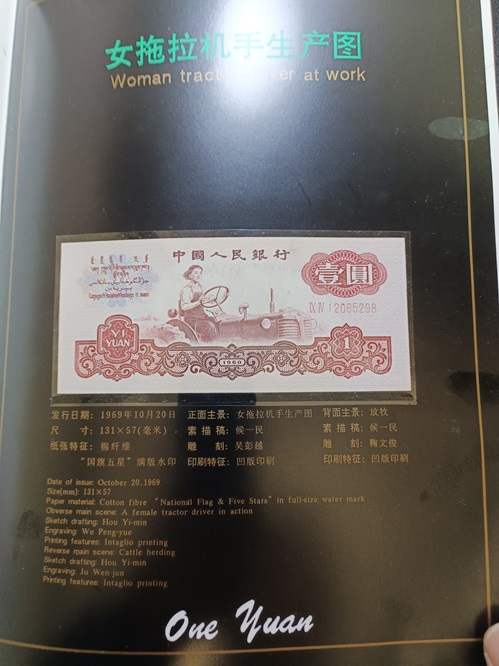 女拖拉机手生产图
Woman tractor driver at work
中國人民銀行
壹圓
YI
YUAN
1960
1
发行日期：1969年10月20日 正面主景：女拖拉机手生产图 背面主景：放牧
尺 寸：131×57(毫米) 素 描 稿：候一民 素 描 稿：候一民
纸张特征：棉纤维 雕 刻：吴彭越 雕 刻：鞠文俊
“国旗五星”满版水印 印刷特征：凹版印刷 印刷特征：凹版印刷
Date of issue: October 20,1969
Size(mm): 131×57
Paper material: Cotton fibre “National Flag & Five Stars” in full-size water mark
Obverse main scene: A female tractor driver in action
Sketch drafting: Hou Yi-min
Engraving: Wu Peng-yue
Printing features: Intaglio printing
Reverse main scene: Cattle herding
Sketch drafting: Hou Yi-min
Engraving: Ju Wen-jun
Printing features: Intaglio printing
One Yuan